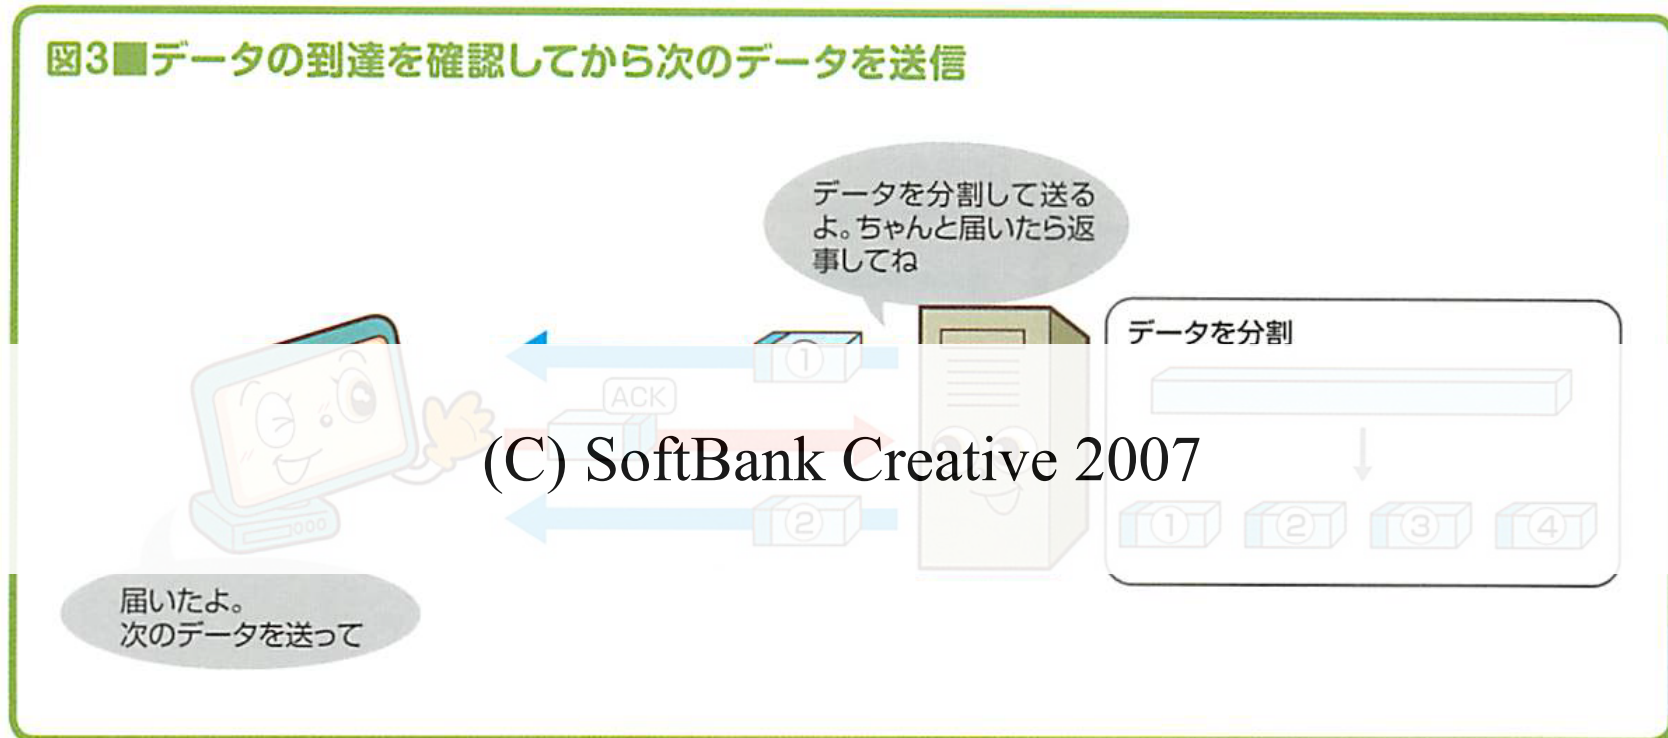 図3■データの到達を確認してから次のデータを送信
データを分割して送る
よ。ちゃんと届いたら返
事してね
データを分割
①
ACK
(C) SoftBank Creative 2007
②
① ② ③ ④
届いたよ。
次のデータを送って